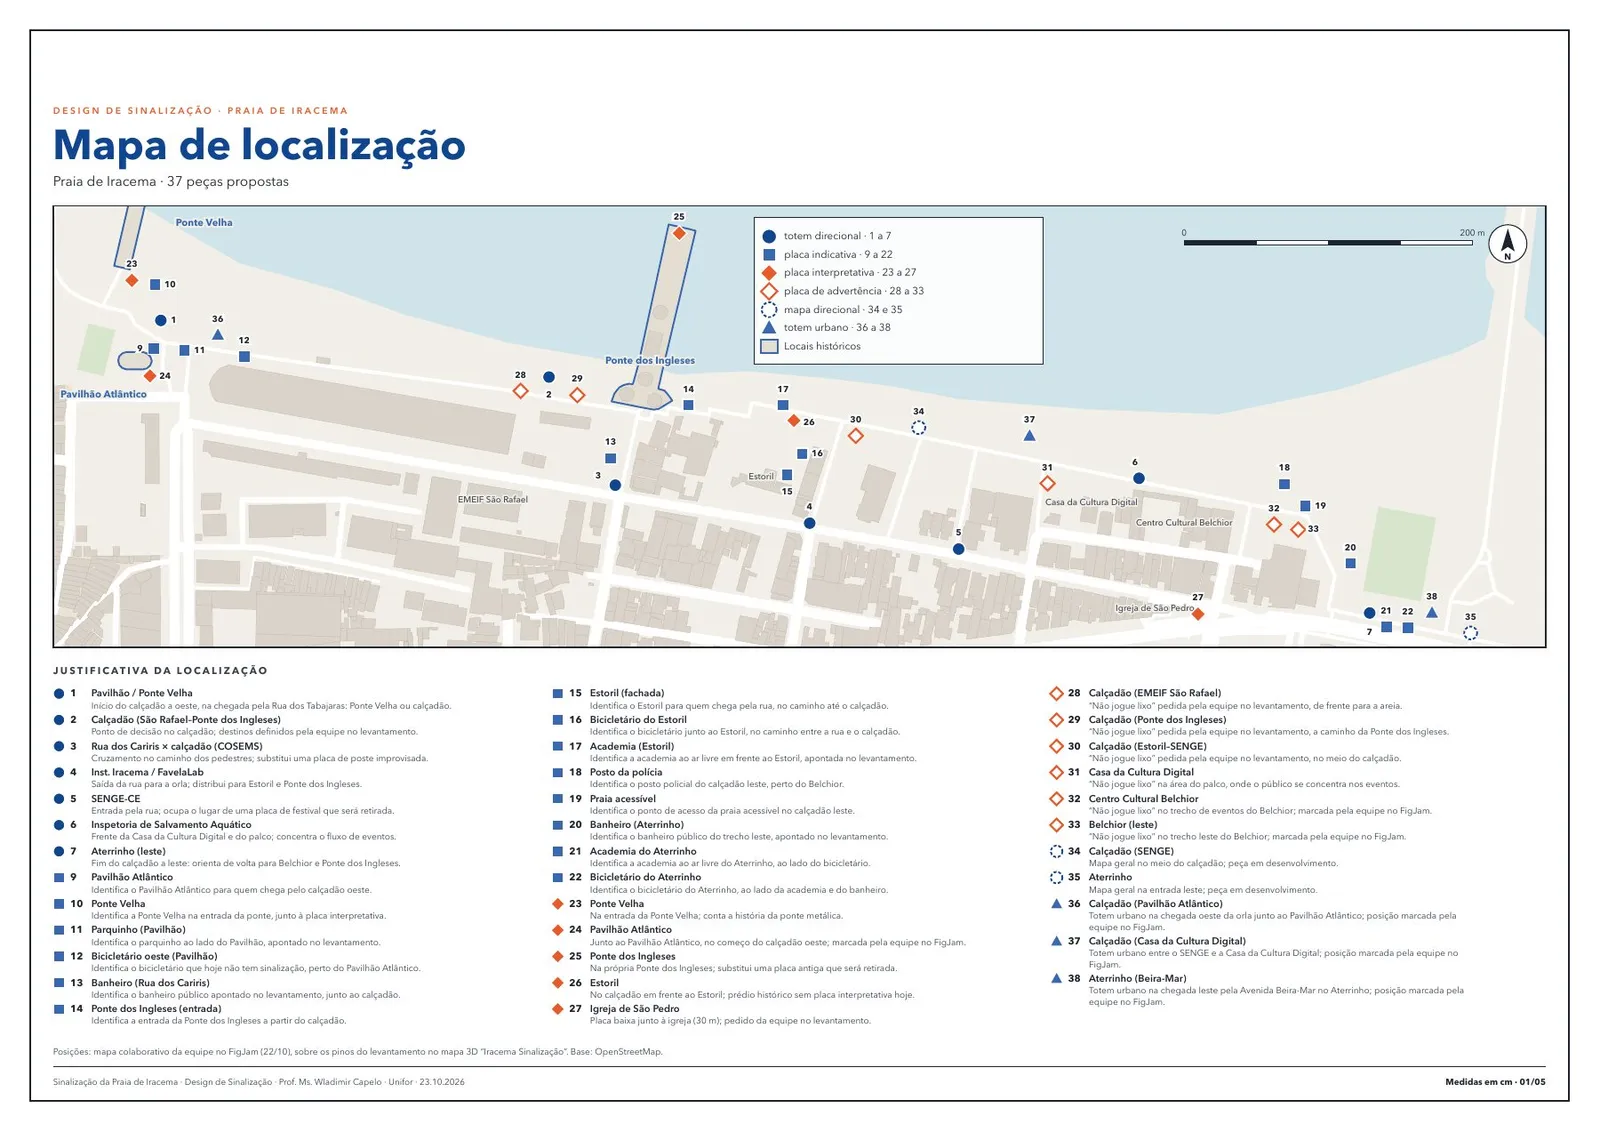 DESIGN DE SINALIZAÇÃO · PRAIA DE IRACEMA
Mapa de localização
Praia de Iracema · 37 peças propostas
Ponte Velha
23
10
1
36
9
11
12
24
Pavilhão Atlântico
25
Ponte dos Ingleses
28
2
29
14
17
26
13
3
16
Estoril
15
EMEIF São Rafael
4
30
34
37
5
31
6
Casa da Cultura Digital
Centro Cultural Belchior
18
19
32
33
20
27
Igreja de São Pedro
38
21
22
7
35
totem direcional · 1 a 7
placa indicativa · 9 a 22
placa interpretativa · 23 a 27
placa de advertência · 28 a 33
mapa direcional · 34 e 35
totem urbano · 36 a 38
Locais históricos
0
200 m
N
JUSTIFICATIVA DA LOCALIZAÇÃO
1 Pavilhão / Ponte Velha
Início do calçadão a oeste, na chegada pela Rua dos Tabajaras: Ponte Velha ou calçadão.
2 Calçadão (São Rafael–Ponte dos Ingleses)
Ponto de decisão no calçadão; destinos definidos pela equipe no levantamento.
3 Rua dos Cariris × calçadão (COSEMS)
Cruzamento no caminho dos pedestres; substitui uma placa de poste improvisada.
4 Inst. Iracema / FavelaLab
Saída da rua para a orla; distribui para Estoril e Ponte dos Ingleses.
5 SENGE-CE
Entrada pela rua; ocupa o lugar de uma placa de festival que será retirada.
6 Inspetoria de Salvamento Aquático
Frente da Casa da Cultura Digital e do palco; concentra o fluxo de eventos.
7 Aterrinho (leste)
Fim do calçadão a leste: orienta de volta para Belchior e Ponte dos Ingleses.
9 Pavilhão Atlântico
Identifica o Pavilhão Atlântico para quem chega pelo calçadão oeste.
10 Ponte Velha
Identifica a Ponte Velha na entrada da ponte, junto à placa interpretativa.
11 Parquinho (Pavilhão)
Identifica o parquinho ao lado do Pavilhão, apontado no levantamento.
12 Bicicletário oeste (Pavilhão)
Identifica o bicicletário que hoje não tem sinalização, perto do Pavilhão Atlântico.
13 Banheiro (Rua dos Cariris)
Identifica o banheiro público apontado no levantamento, junto ao calçadão.
14 Ponte dos Ingleses (entrada)
Identifica a entrada da Ponte dos Ingleses a partir do calçadão.
15 Estoril (fachada)
Identifica o Estoril para quem chega pela rua, no caminho até o calçadão.
16 Bicicletário do Estoril
Identifica o bicicletário junto ao Estoril, no caminho entre a rua e o calçadão.
17 Academia (Estoril)
Identifica a academia ao ar livre em frente ao Estoril, apontada no levantamento.
18 Posto da polícia
Identifica o posto policial do calçadão leste, perto do Belchior.
19 Praia acessível
Identifica o ponto de acesso da praia acessível no calçadão leste.
20 Banheiro (Aterrinho)
Identifica o banheiro público do trecho leste, apontado no levantamento.
21 Academia do Aterrinho
Identifica a academia ao ar livre do Aterrinho, ao lado do bicicletário.
22 Bicicletário do Aterrinho
Identifica o bicicletário do Aterrinho, ao lado da academia e do banheiro.
23 Ponte Velha
Na entrada da Ponte Velha; conta a história da ponte metálica.
24 Pavilhão Atlântico
Junto ao Pavilhão Atlântico, no começo do calçadão oeste; marcada pela equipe no FigJam.
25 Ponte dos Ingleses
Na própria Ponte dos Ingleses; substitui uma placa antiga que será retirada.
26 Estoril
No calçadão em frente ao Estoril; prédio histórico sem placa interpretativa hoje.
27 Igreja de São Pedro
Placa baixa junto à igreja (30 m); pedido da equipe no levantamento.
28 Calçadão (EMEIF São Rafael)
"Não jogue lixo" pedida pela equipe no levantamento, de frente para a areia.
29 Calçadão (Ponte dos Ingleses)
"Não jogue lixo" pedida pela equipe no levantamento, a caminho da Ponte dos Ingleses.
30 Calçadão (Estoril-SENGE)
"Não jogue lixo" pedida pela equipe no levantamento, no meio do calçadão.
31 Casa da Cultura Digital
"Não jogue lixo" na área do palco, onde o público se concentra nos eventos.
32 Centro Cultural Belchior
"Não jogue lixo" no trecho de eventos do Belchior; marcada pela equipe no FigJam.
33 Belchior (leste)
"Não jogue lixo" no trecho leste do Belchior; marcada pela equipe no FigJam.
34 Calçadão (SENGE)
Mapa geral no meio do calçadão; peça em desenvolvimento.
35 Aterrinho
Mapa geral na entrada leste; peça em desenvolvimento.
36 Calçadão (Pavilhão Atlântico)
Totem urbano na chegada oeste da orla junto ao Pavilhão Atlântico; posição marcada pela
equipe no FigJam.
37 Calçadão (Casa da Cultura Digital)
Totem urbano entre o SENGE e a Casa da Cultura Digital; posição marcada pela equipe no
FigJam.
38 Aterrinho (Beira-Mar)
Totem urbano na chegada leste pela Avenida Beira-Mar no Aterrinho; posição marcada pela
equipe no FigJam.
Posições: mapa colaborativo da equipe no FigJam (22/10), sobre os pinos do levantamento no mapa 3D "Iracema Sinalização". Base: OpenStreetMap.
Sinalização da Praia de Iracema · Design de Sinalização · Prof. Ms. Wladimir Capelo · Unifor · 23.10.2026
Medidas em cm · 01/05